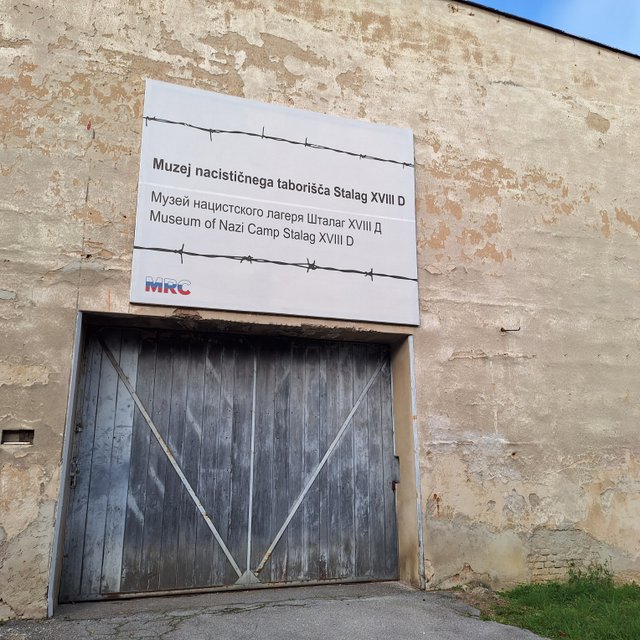 Muzej nacističnega taborišča Stalag XVIII D
Музей нацистского лагеря Шталаг XVIII Д
Museum of Nazi Camp Stalag XVIII D
MRC